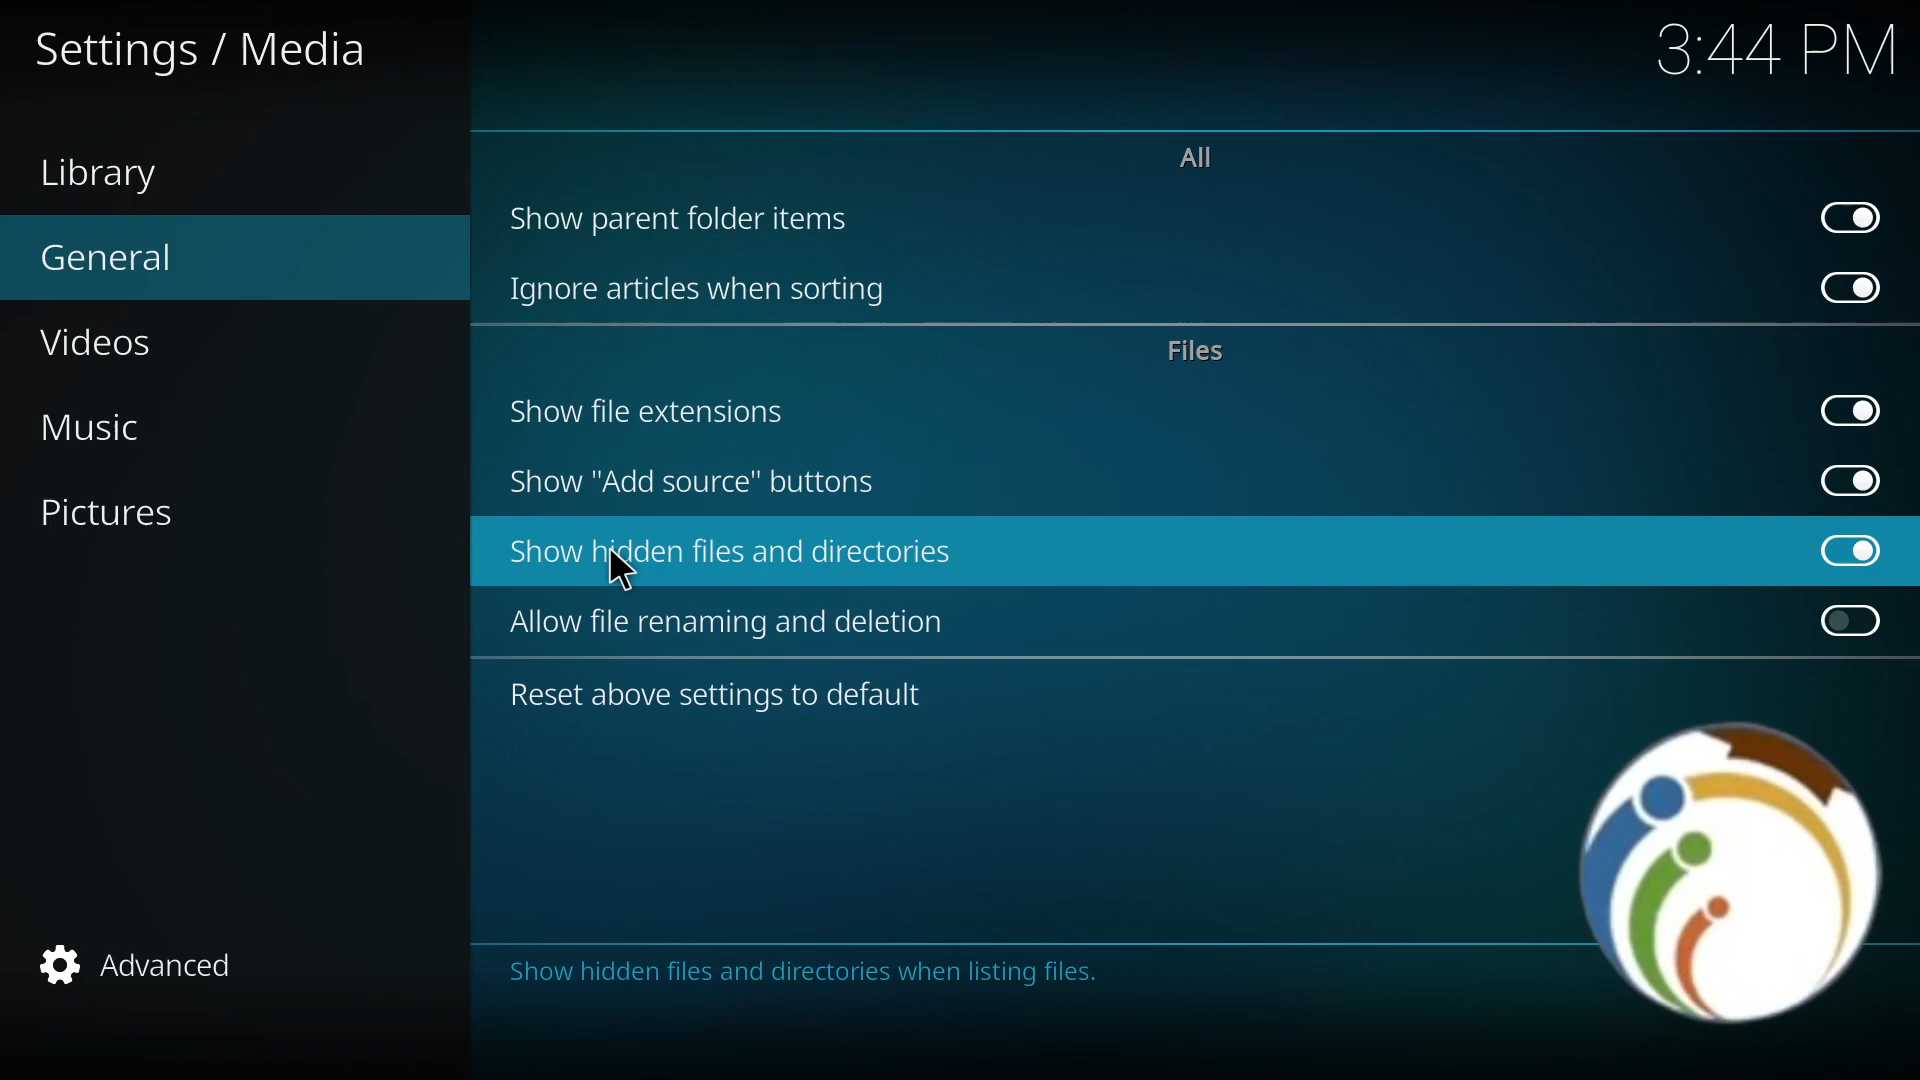 Settings / Media
3:44 PM
Library
General
Videos
Music
Pictures
Advanced
All
Show parent folder items
Ignore articles when sorting
Files
Show file extensions
Show "Add source" buttons
Show hidden files and directories
Allow file renaming and deletion
Reset above settings to default
Show hidden files and directories when listing files.